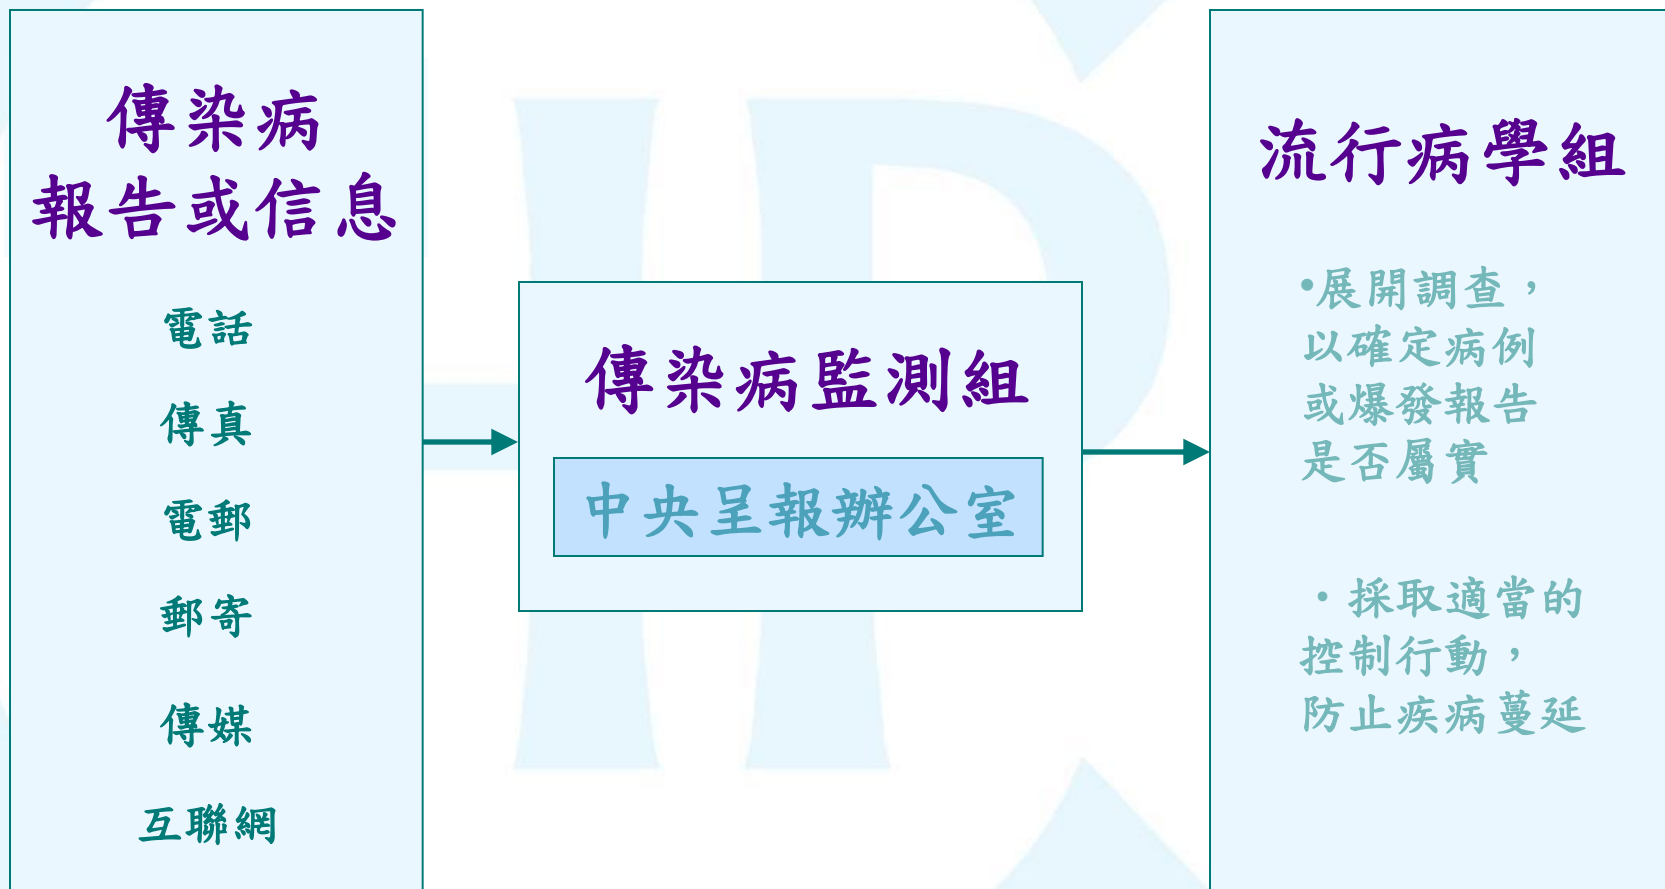 傳染病
報告或信息
電話
傳真
電郵
郵寄
傳媒
互聯網
傳染病監測組
中央呈報辦公室
流行病學組
•展開調查，
以確定病例
或爆發報告
是否屬實
•採取適當的
控制行動，
防止疾病蔓延